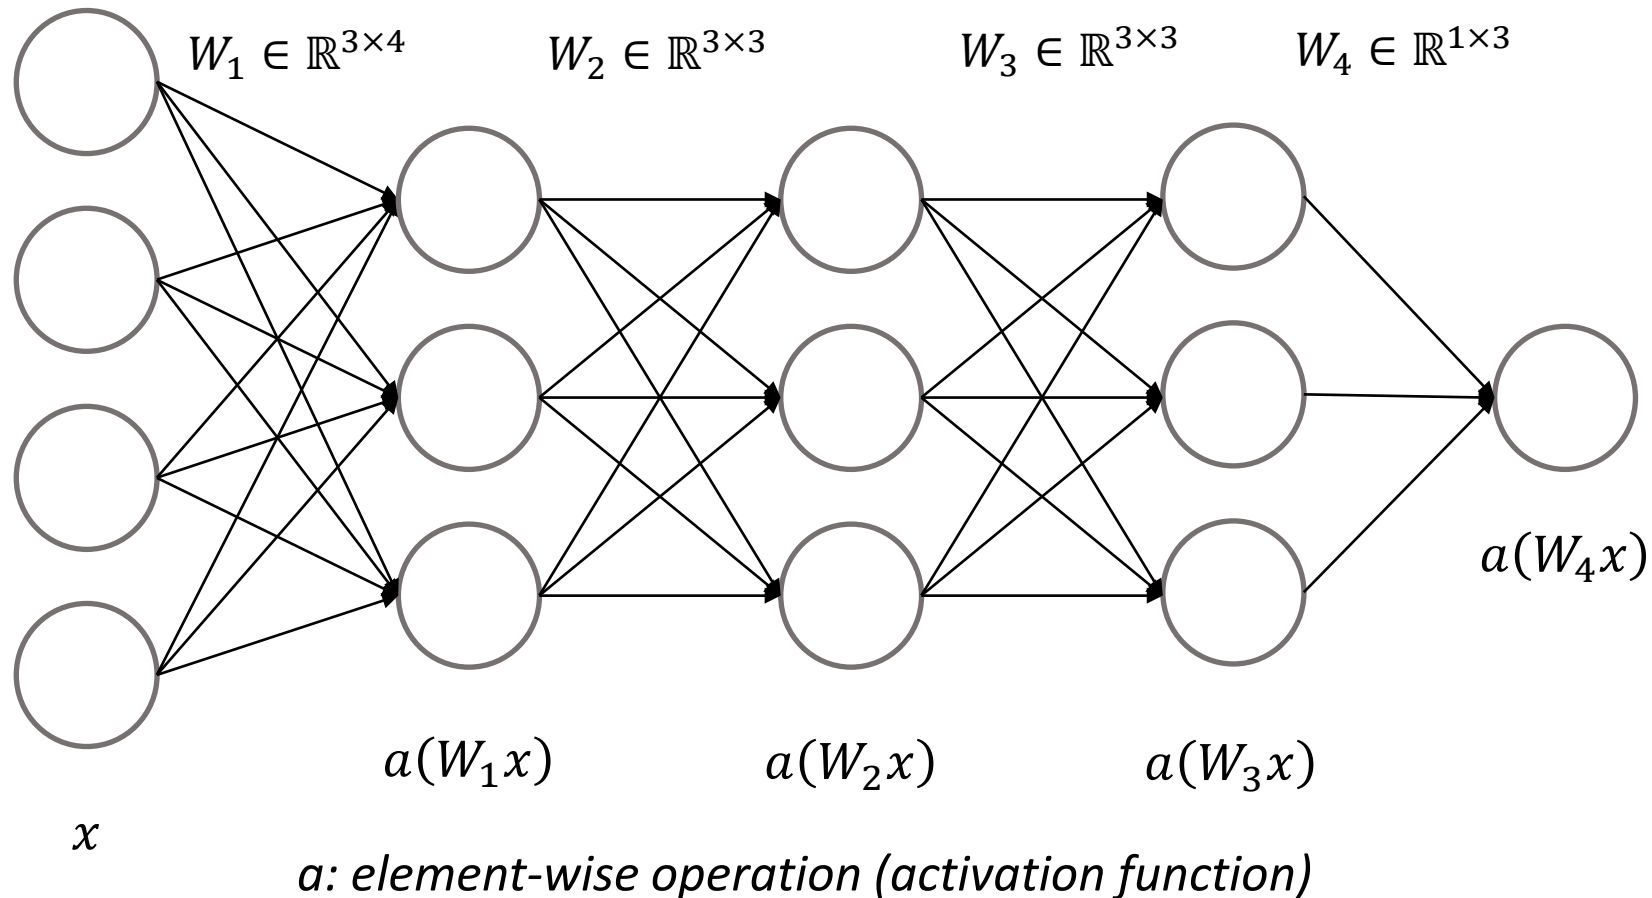 W₁ ∈ ℝ³ˣ⁴
W₂ ∈ ℝ³ˣ³
W₃ ∈ ℝ³ˣ³
W₄ ∈ ℝ¹ˣ³
a(W₄x)
a(W₁x)
a(W₂x)
a(W₃x)
x
a: element-wise operation (activation function)